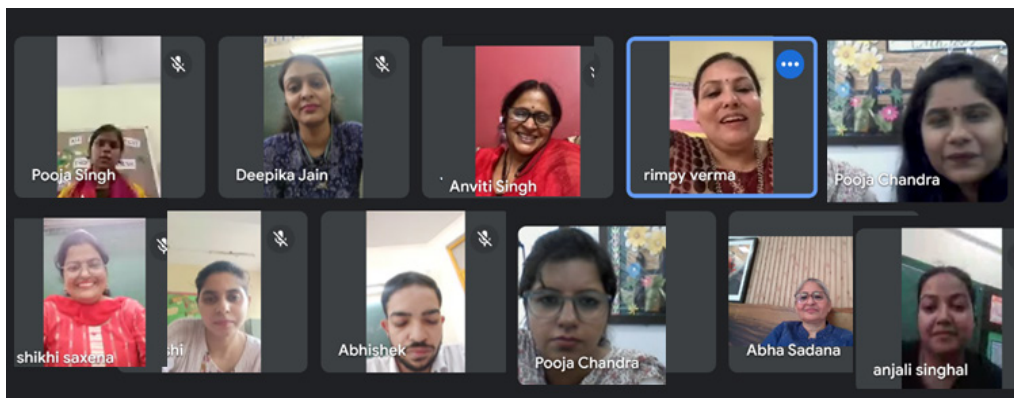 Pooja Singh
Deepika Jain
Anviti Singh
rimpy verma
Pooja Chandra
shikhi saxena
shi
Abhishek
Pooja Chandra
Abha Sadana
anjali singhal